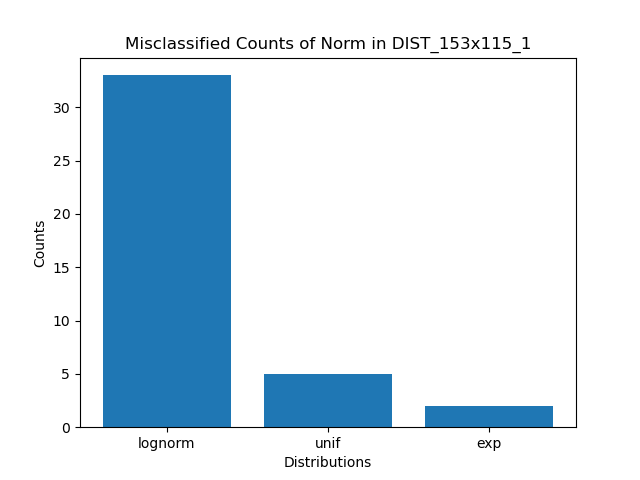 Misclassified Counts of Norm in DIST_153x115_1
30
25
20
15
10
5
0
Counts
lognorm unif exp
Distributions